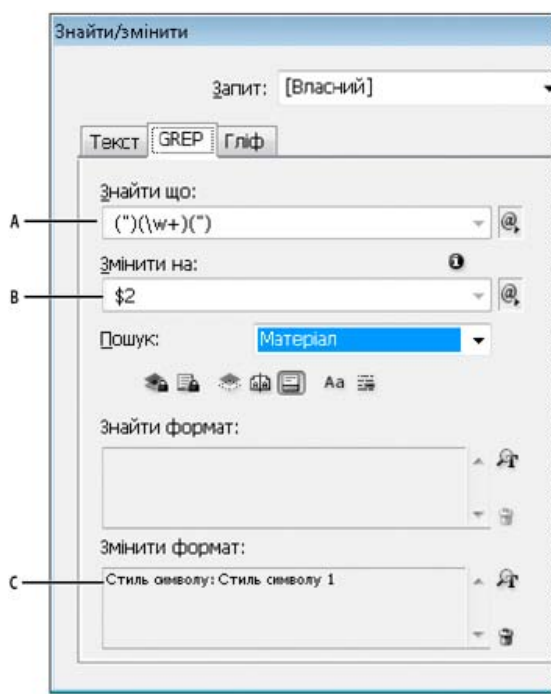 Знайти/змінити
Запит: [Власний]
Текст GREP Гліф
Знайти що:
A (")(\w+)(") @
Змінити на:
B $2 @
Пошук: Матеріал
Aa
Знайти формат:
Змінити формат:
C Стиль символу: Стиль символу 1